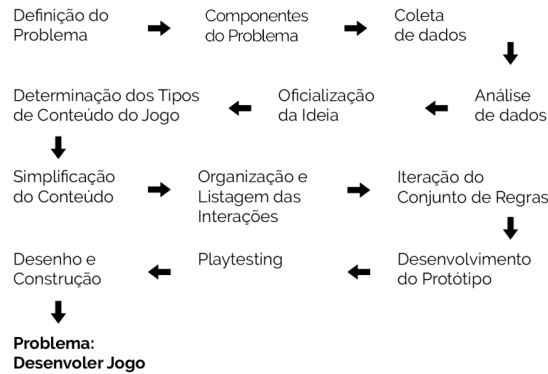 Definição do
Problema
Componentes
do Problema
Coleta
de dados
Análise
de dados
Oficialização
da Ideia
Determinação dos Tipos
de Conteúdo do Jogo
Simplificação
do Conteúdo
Organização e
Listagem das
Interações
Iteração do
Conjunto de Regras
Desenvolvimento
do Protótipo
Playtesting
Desenho e
Construção
Problema:
Desenvoler Jogo